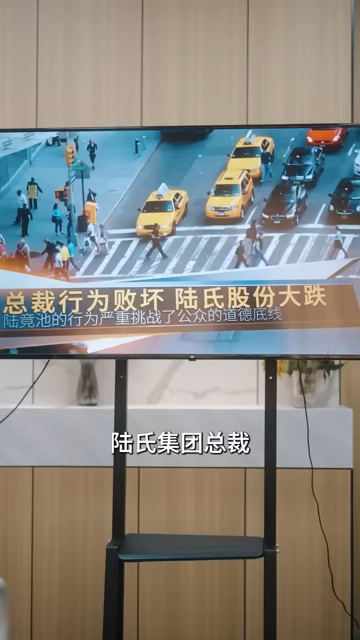 总裁行为败坏 陆氏股份大跌
陆竟池的行为严重挑战了公众的道德底线
陆氏集团总裁